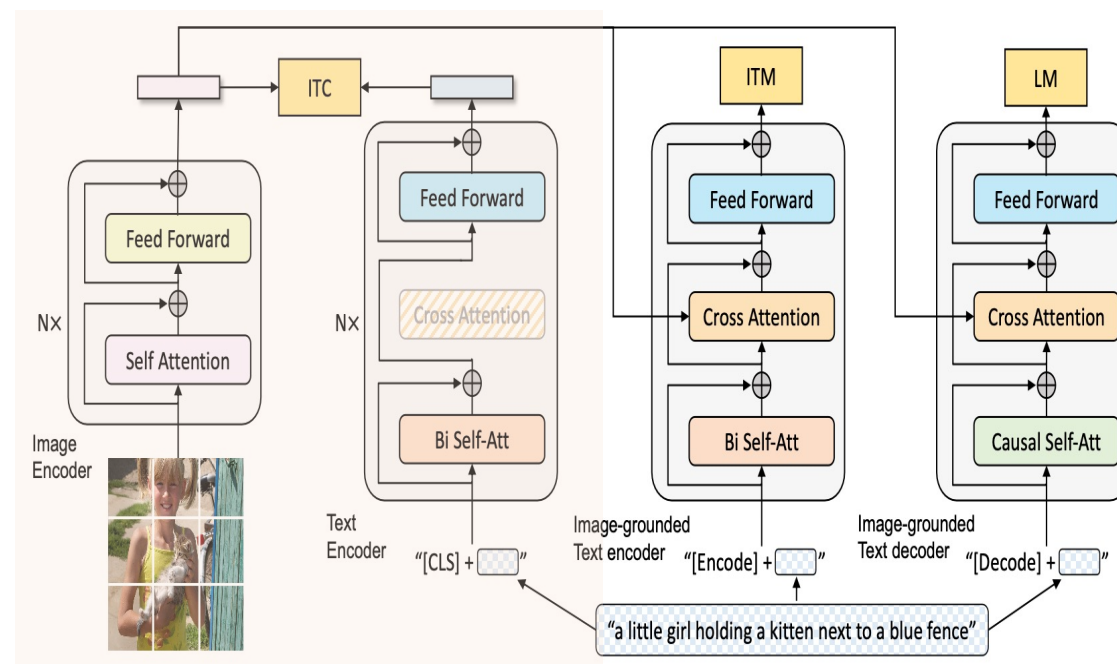 ITC
ITM
LM
Feed Forward
Self Attention
N×
Image
Encoder
Feed Forward
Cross Attention
Bi Self-Att
N×
Text
Encoder
"[CLS] + "
Feed Forward
Cross Attention
Bi Self-Att
Image-grounded
Text encoder
"[Encode] + "
Feed Forward
Cross Attention
Causal Self-Att
Image-grounded
Text decoder
"[Decode] + "
"a little girl holding a kitten next to a blue fence"